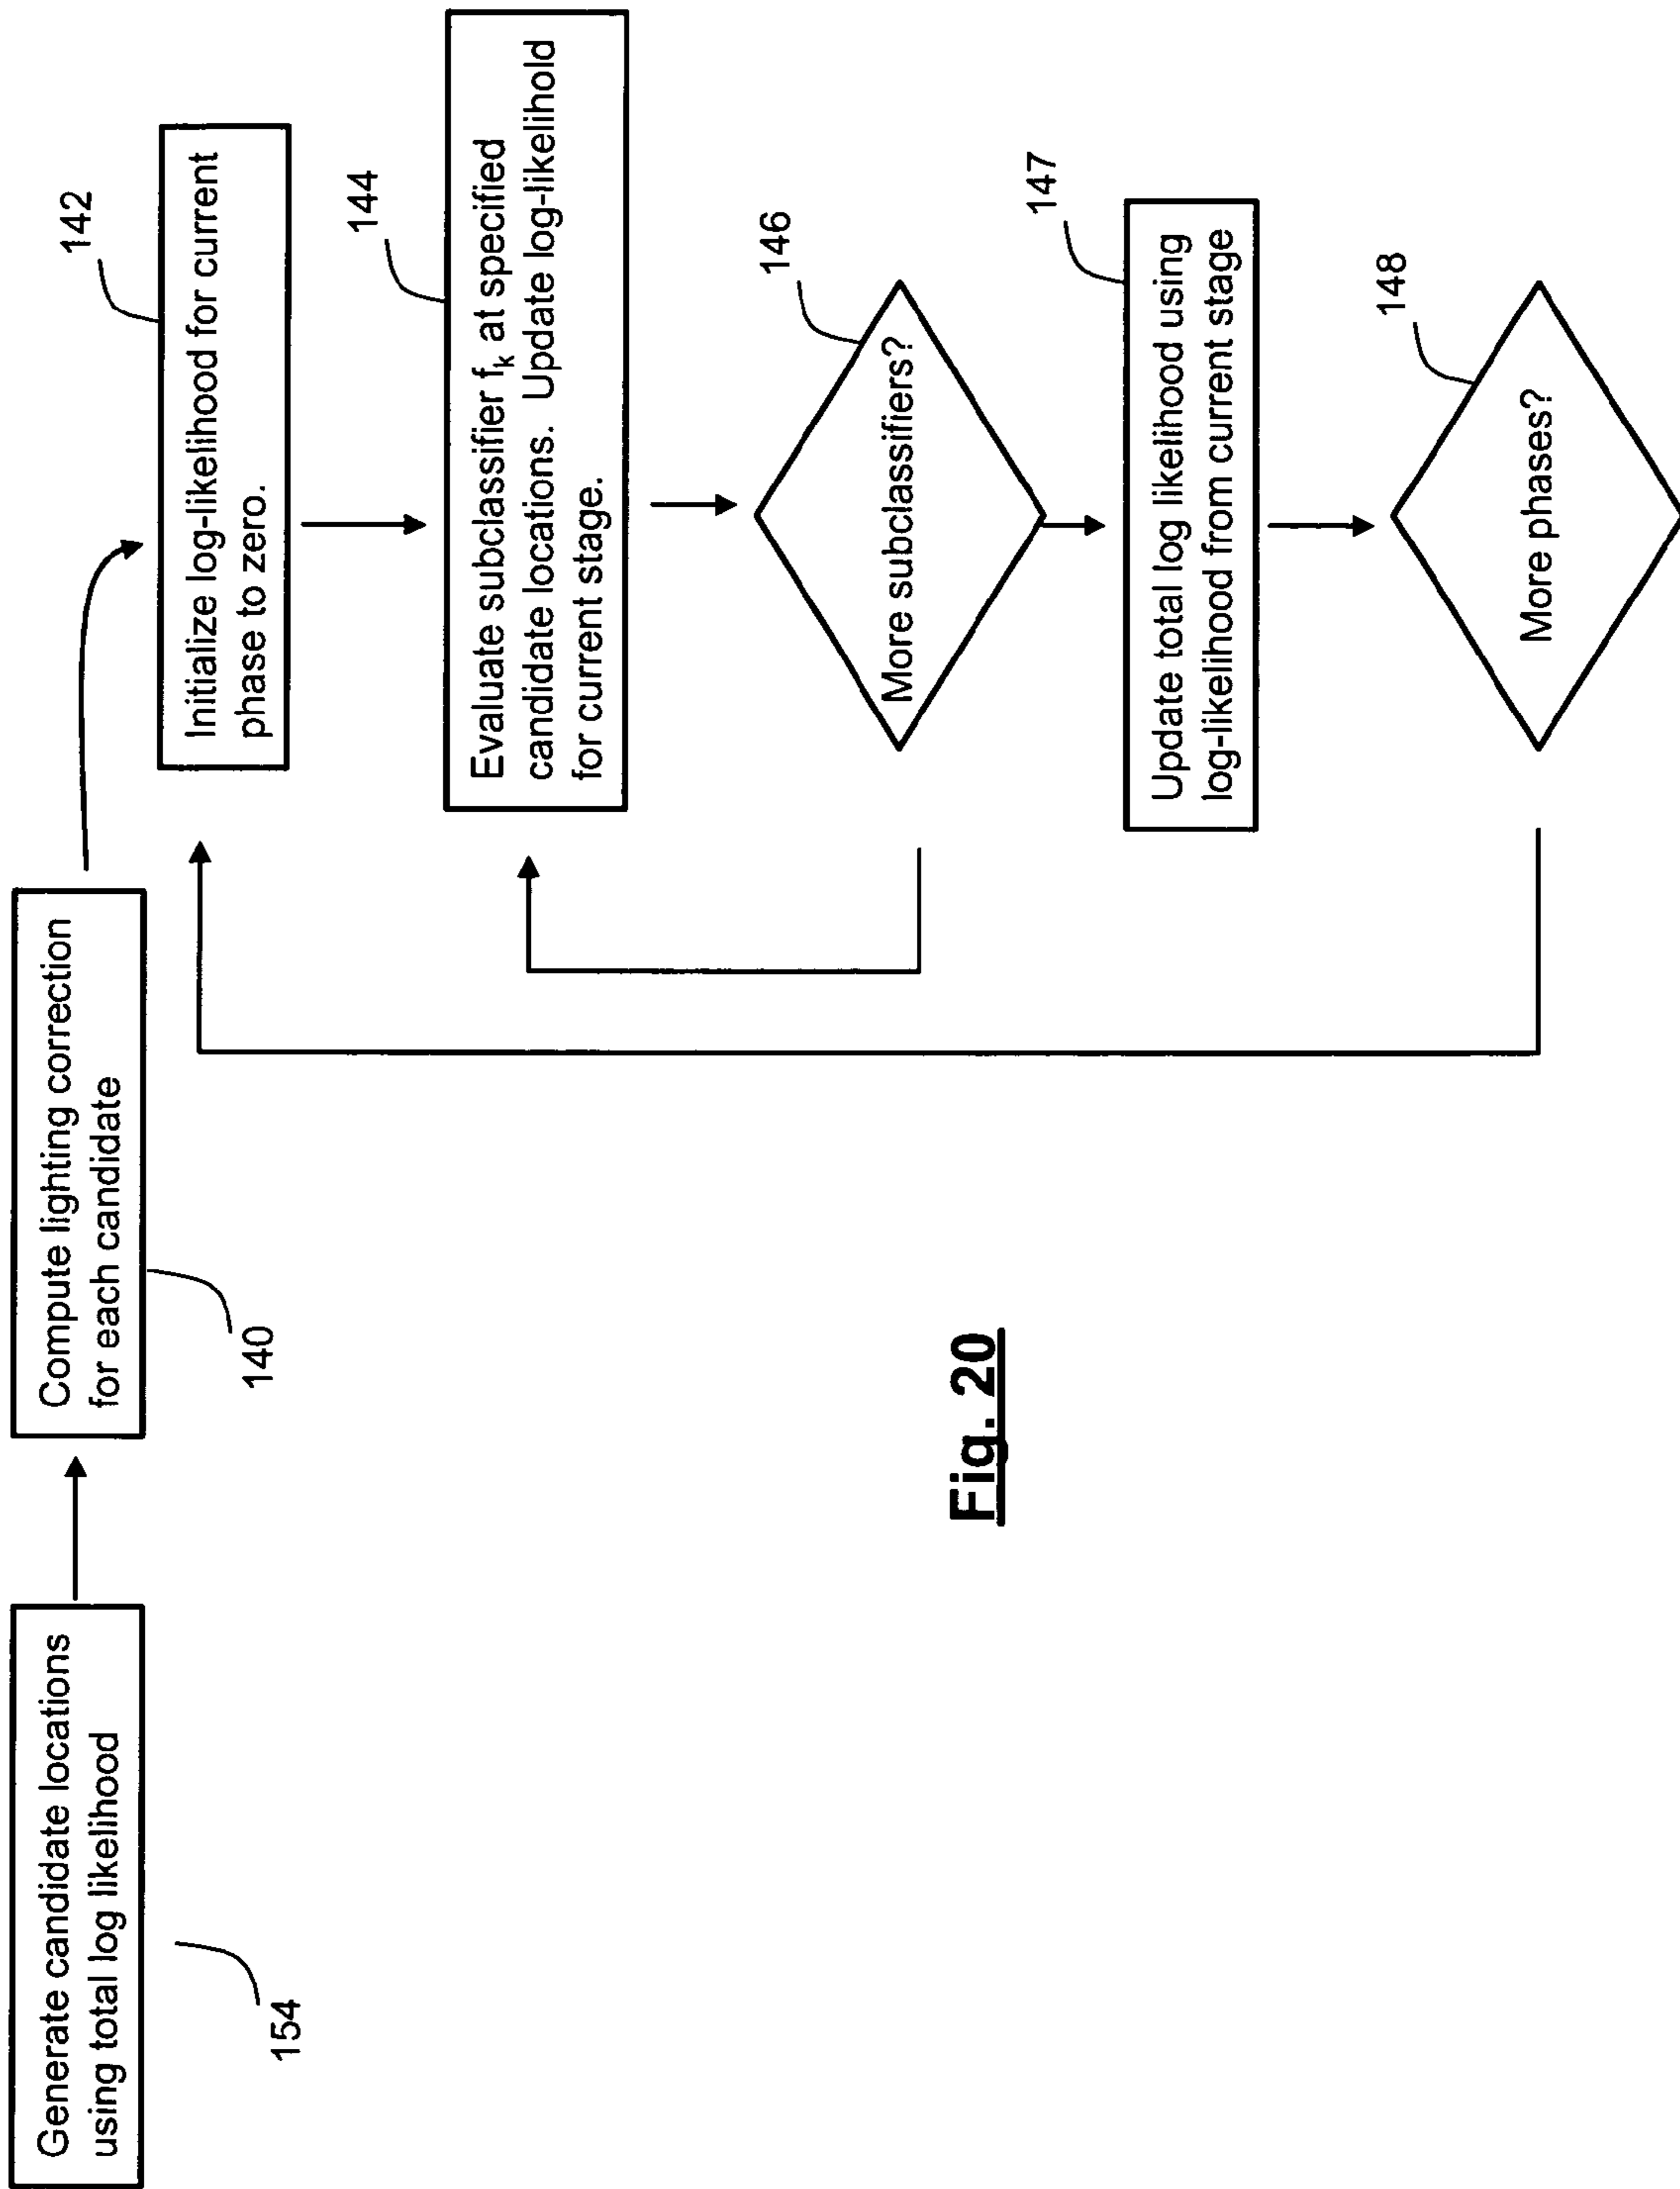 Generate candidate locations
using total log likelihood
154
Compute lighting correction
for each candidate
140
142
Initialize log-likelihood for current
phase to zero.
144
Evaluate subclassifier fk at specified
candidate locations. Update log-likelihold
for current stage.
146
More subclassifiers?
147
Update total log likelihood using
log-likelihood from current stage
148
More phases?
Fig. 20